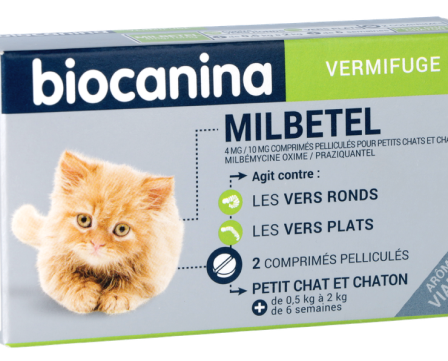 biocanina
VERMIFUGE
MILBETEL
4 MG / 10 MG COMPRIMÉS PELLICULÉS POUR PETITS CHATS ET
MILBÉMYCINE OXIME / PRAZIQUANTEL
Agit contre :
LES VERS RONDS
LES VERS PLATS
2 COMPRIMÉS PELLICULÉS
PETIT CHAT ET CHATON
de 0,5 kg à 2 kg
+ de 6 semaines